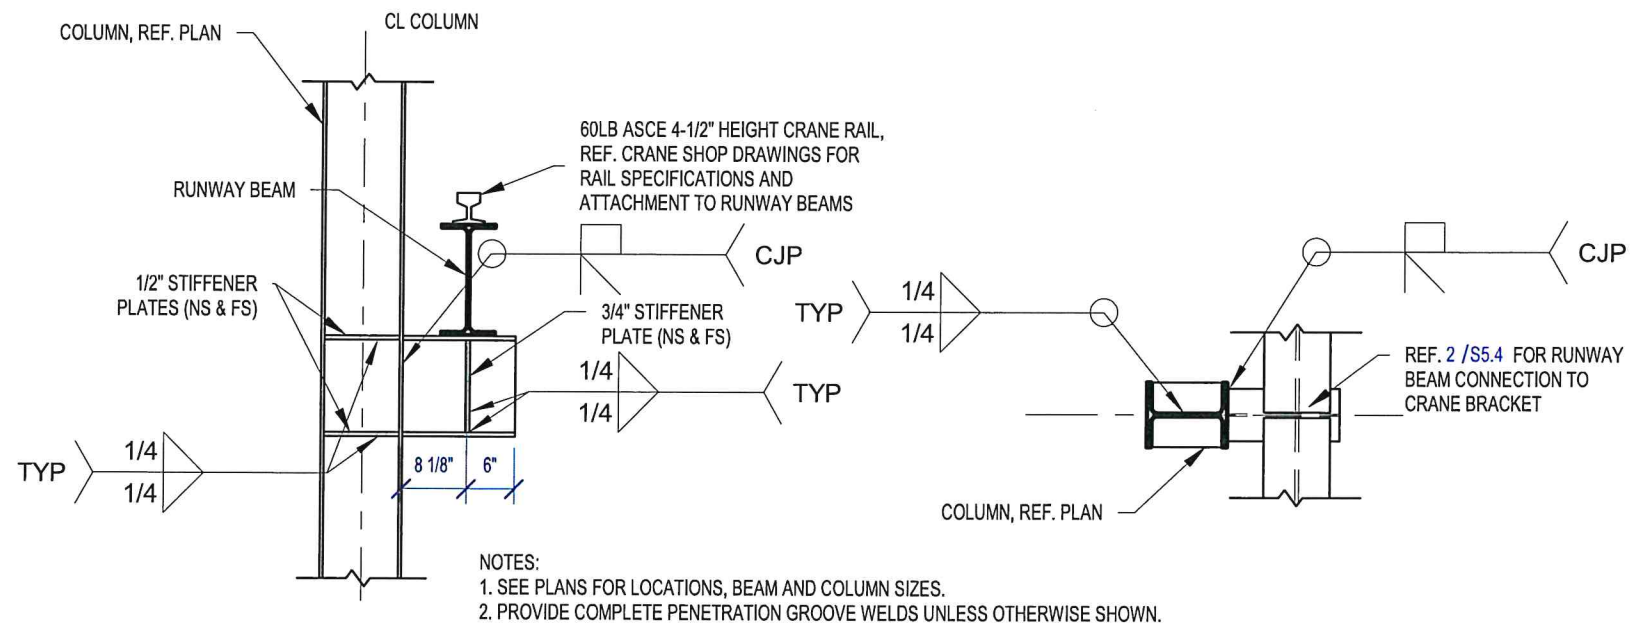 CL COLUMN
COLUMN, REF. PLAN
60LB ASCE 4-1/2" HEIGHT CRANE RAIL,
REF. CRANE SHOP DRAWINGS FOR
RAIL SPECIFICATIONS AND
ATTACHMENT TO RUNWAY BEAMS
RUNWAY BEAM
CJP
1/2" STIFFENER
PLATES (NS & FS)
3/4" STIFFENER
PLATE (NS & FS)
1/4
1/4
TYP
TYP
1/4
1/4
8 1/8"
6"
CJP
TYP
1/4
1/4
REF. 2 /S5.4 FOR RUNWAY
BEAM CONNECTION TO
CRANE BRACKET
COLUMN, REF. PLAN
NOTES:
1. SEE PLANS FOR LOCATIONS, BEAM AND COLUMN SIZES.
2. PROVIDE COMPLETE PENETRATION GROOVE WELDS UNLESS OTHERWISE SHOWN.